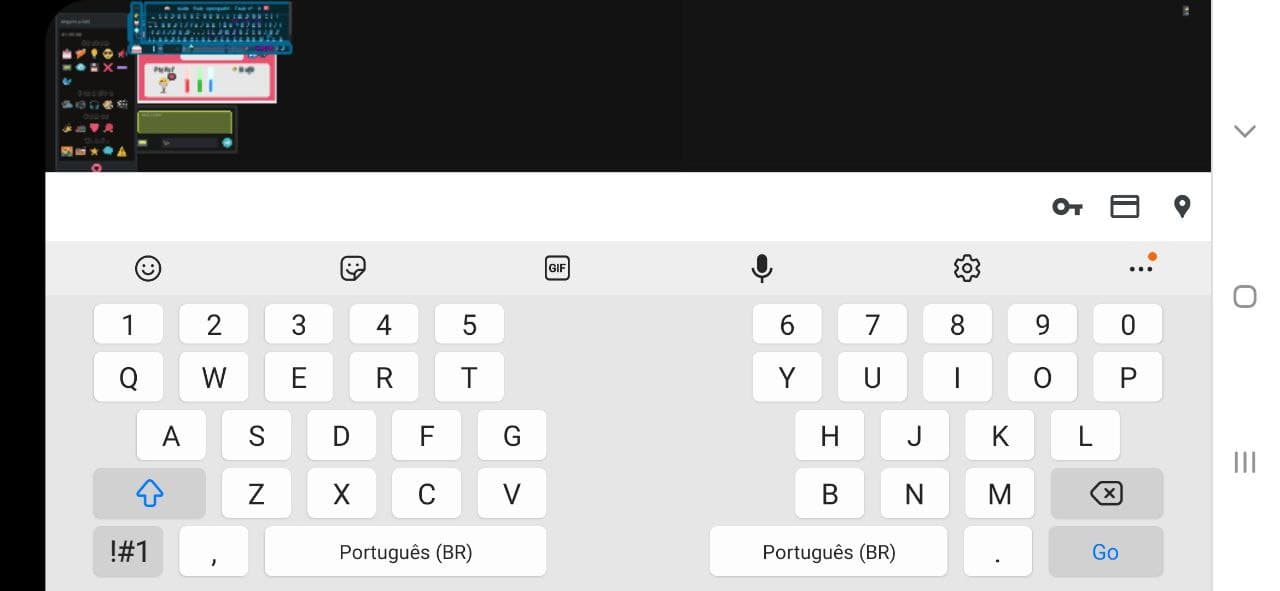 GIF
1 2 3 4 5 6 7 8 9 0
Q W E R T Y U I O P
A S D F G H J K L
Z X C V B N M
!#1 , Português (BR) Português (BR) . Go